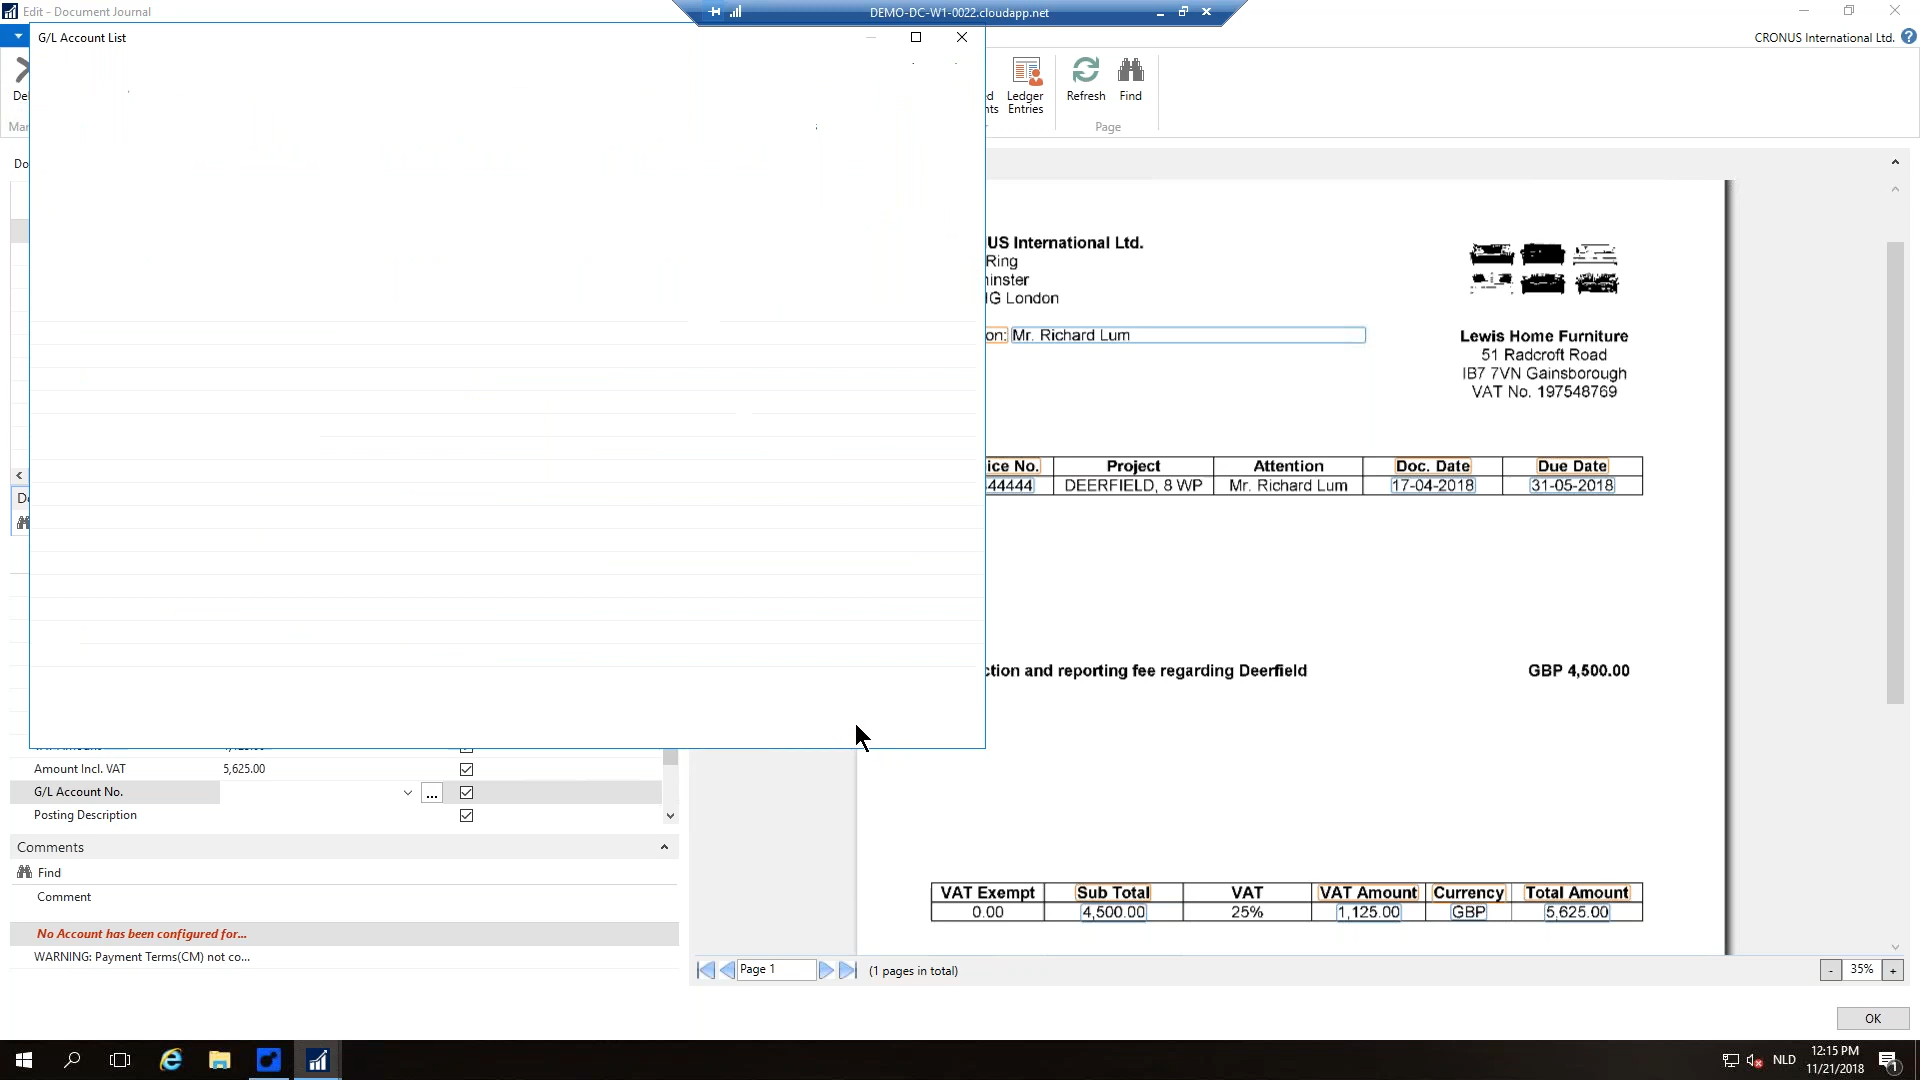 Edit - Document Journal
DEMO-DC-W1-0022.cloudapp.net
G/L Account List
CRONUS International Ltd.
Ledger
Entries
Refresh
Find
Page
US International Ltd.
Ring
minster
G London
on: Mr. Richard Lum
Lewis Home Furniture
51 Radcroft Road
IB7 7VN Gainsborough
VAT No. 197548769
ice No. Project Attention Doc. Date Due Date
44444 DEERFIELD, 8 WP Mr. Richard Lum 17-04-2018 31-05-2018
ction and reporting fee regarding Deerfield GBP 4,500.00
Amount Incl. VAT 5,625.00
G/L Account No. ...
Posting Description
Comments
Find
Comment
No Account has been configured for...
WARNING: Payment Terms(CM) not co...
VAT Exempt Sub Total VAT VAT Amount Currency Total Amount
0.00 4,500.00 25% 1,125.00 GBP 5,625.00
Page 1 (1 pages in total)
- 35% +
OK
NLD
12:15 PM
11/21/2018
1